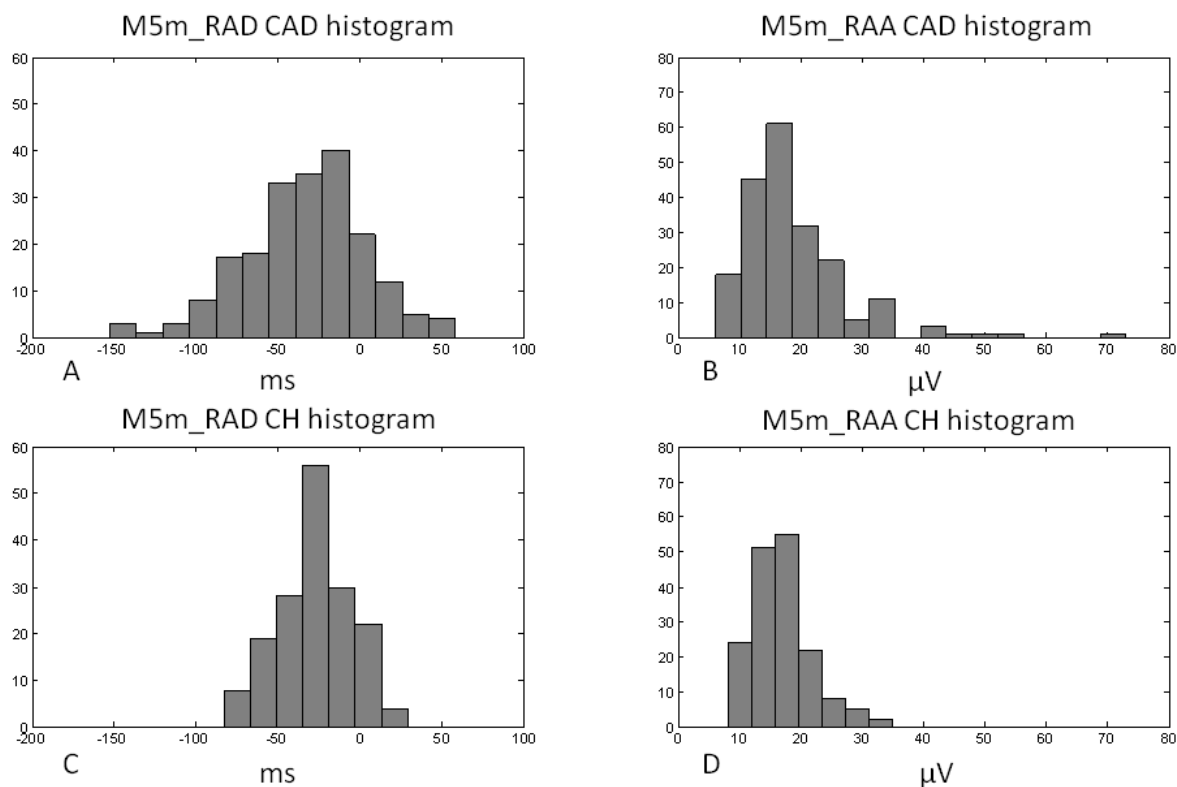 M5m_RAD CAD histogram
60
50
40
30
20
10
0
-200 -150 -100 -50 0 50 100
A
ms
M5m_RAA CAD histogram
80
70
60
50
40
30
20
10
0
0 10 20 30 40 50 60 70 80
B
µV
M5m_RAD CH histogram
60
50
40
30
20
10
0
-200 -150 -100 -50 0 50 100
C
ms
M5m_RAA CH histogram
80
70
60
50
40
30
20
10
0
0 10 20 30 40 50 60 70 80
D
µV